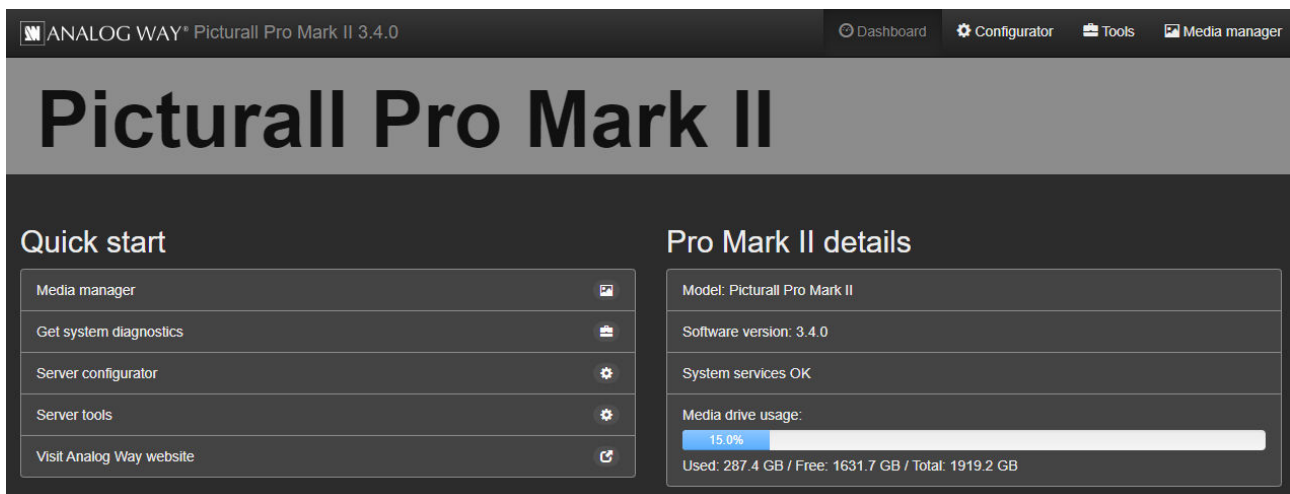 ANALOG WAY® Picturall Pro Mark II 3.4.0
Dashboard Configurator Tools Media manager
Picturall Pro Mark II
Quick start
Media manager
Get system diagnostics
Server configurator
Server tools
Visit Analog Way website
Pro Mark II details
Model: Picturall Pro Mark II
Software version: 3.4.0
System services OK
Media drive usage:
15.0%
Used: 287.4 GB / Free: 1631.7 GB / Total: 1919.2 GB